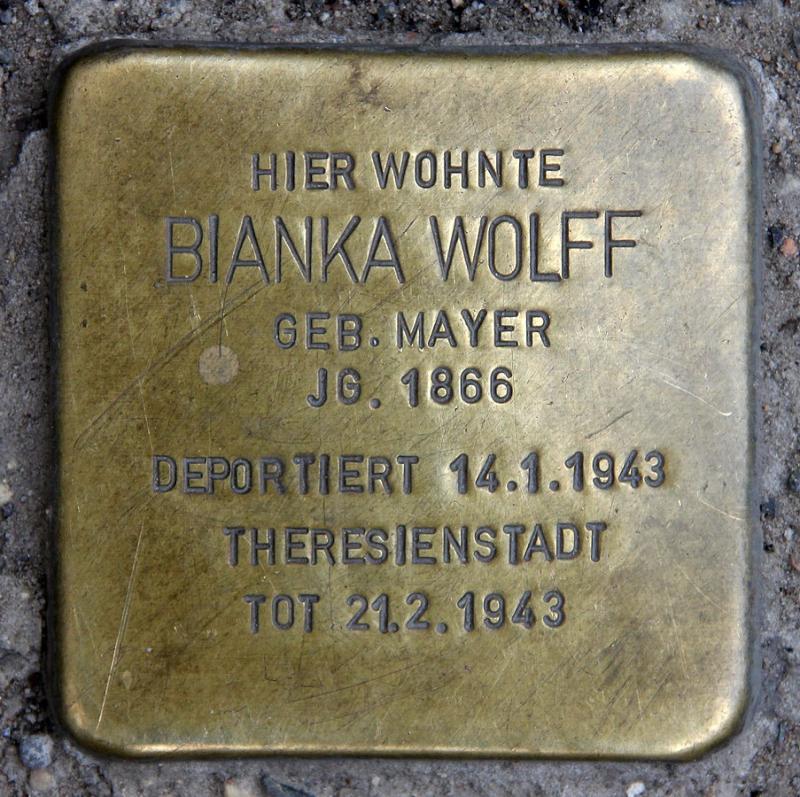 HIER WOHNTE
BIANKA WOLFF
GEB. MAYER
JG. 1866
DEPORTIERT 14.1.1943
THERESIENSTADT
TOT 21.2.1943